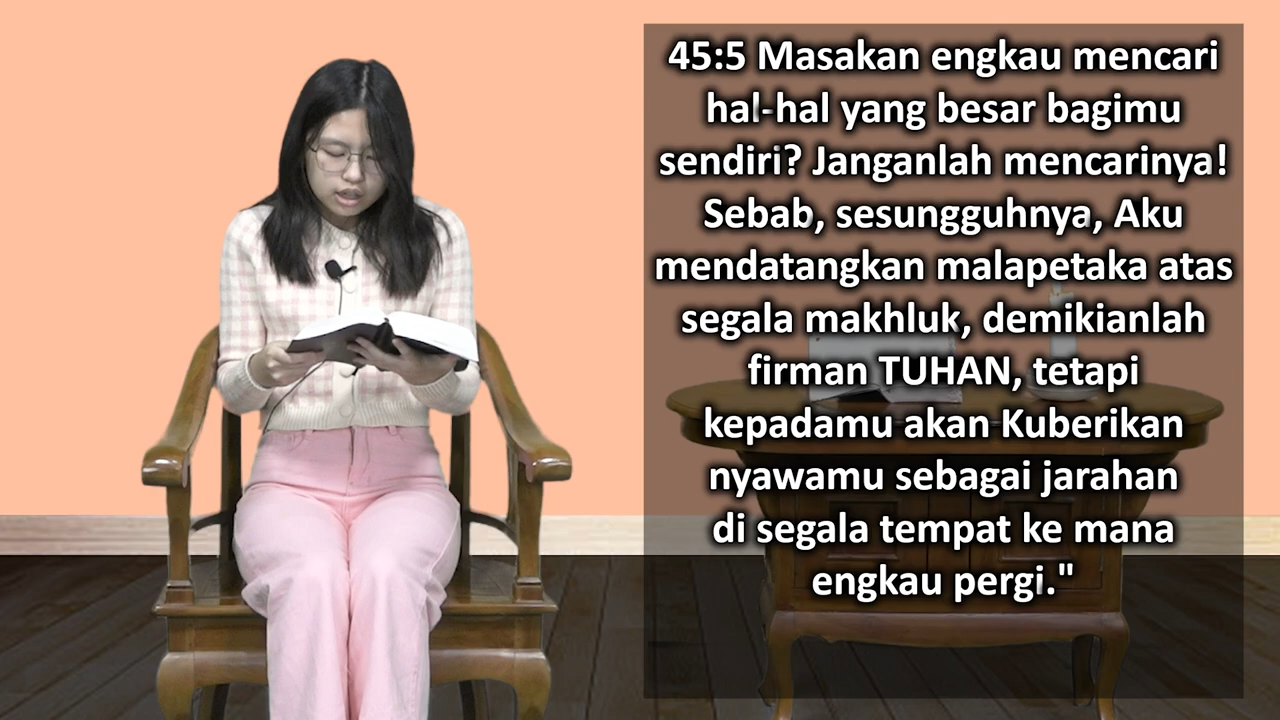 45:5 Masakan engkau mencari
hal-hal yang besar bagimu
sendiri? Janganlah mencarinya!
Sebab, sesungguhnya, Aku
mendatangkan malapetaka atas
segala makhluk, demikianlah
firman TUHAN, tetapi
kepadamu akan Kuberikan
nyawamu sebagai jarahan
di segala tempat ke mana
engkau pergi."